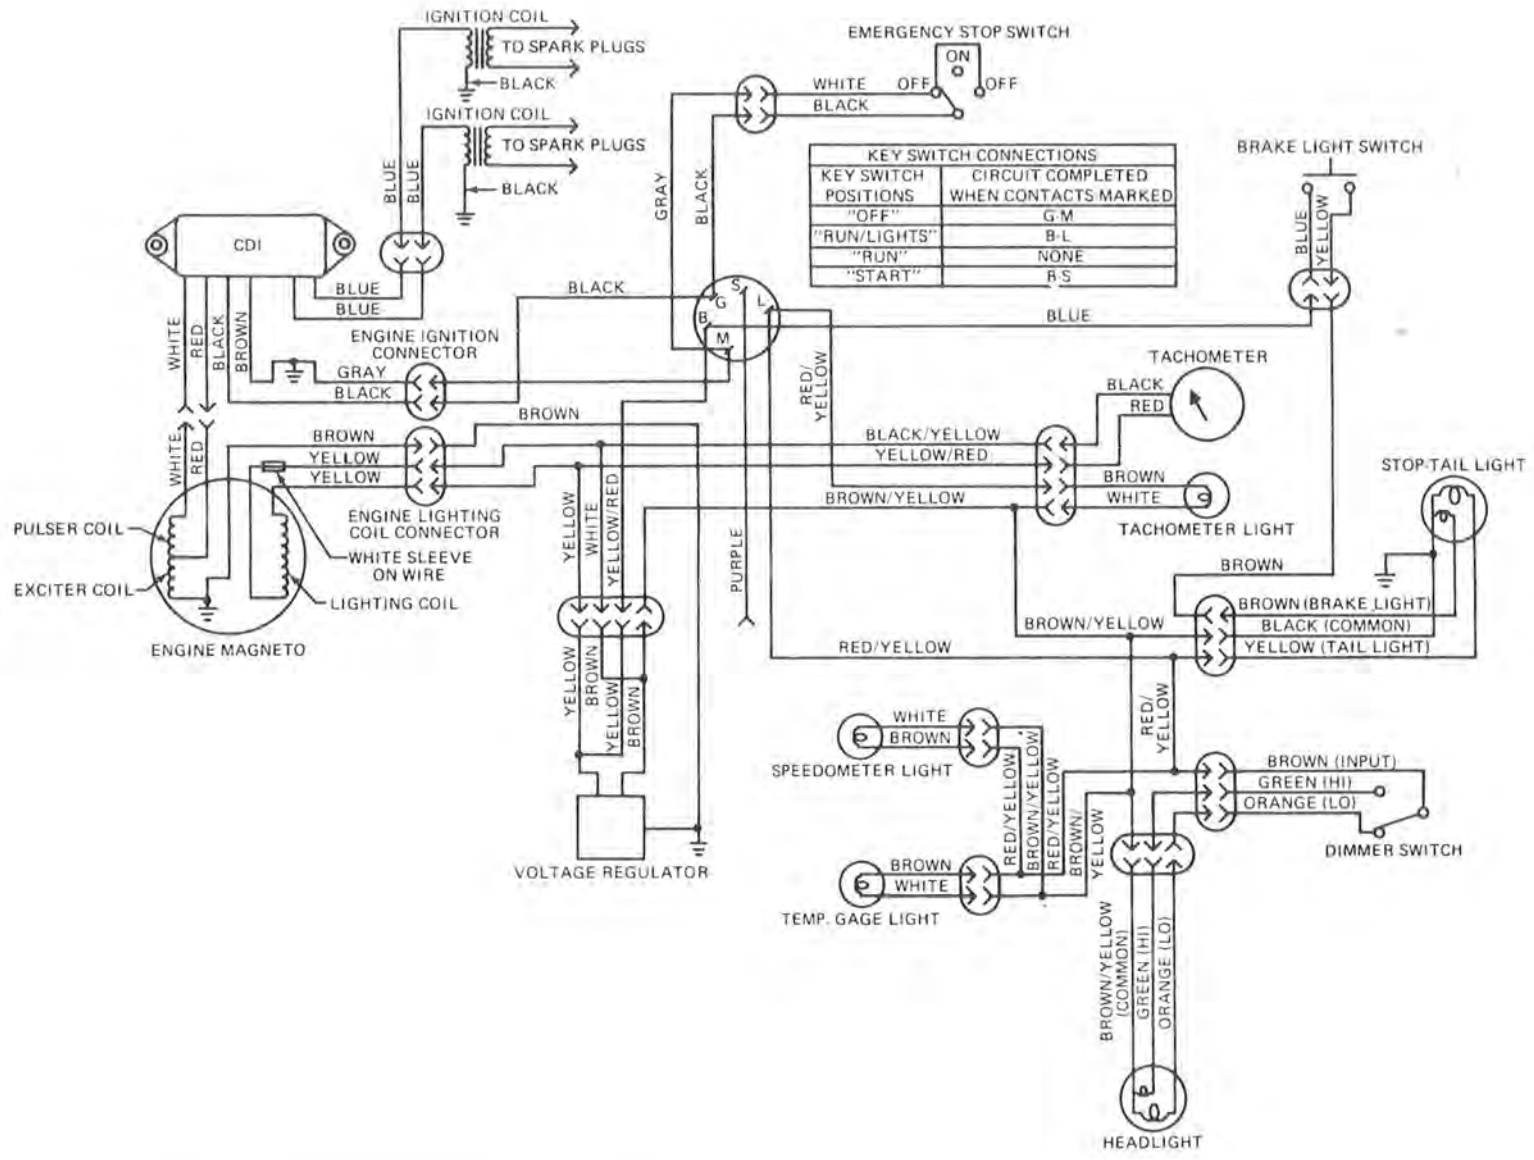 IGNITION COIL
TO SPARK PLUGS
BLACK
IGNITION COIL
TO SPARK PLUGS
BLACK
BLUE
BLUE
EMERGENCY STOP SWITCH
ON
OFF
OFF
WHITE
BLACK
GRAY
BLACK
KEY SWITCH CONNECTIONS
KEY SWITCH POSITIONS
CIRCUIT COMPLETED WHEN CONTACTS MARKED
"OFF" G-M
"RUN/LIGHTS" B-L
"RUN" NONE
"START" B-S
BRAKE LIGHT SWITCH
BLUE
YELLOW
CDI
BLUE
BLUE
WHITE
RED
BLACK
BROWN
ENGINE IGNITION
CONNECTOR
GRAY
BLACK
BLACK
S
G
L
B
M
BLUE
RED/
YELLOW
TACHOMETER
BLACK
RED
BROWN
BROWN
YELLOW
YELLOW
WHITE
RED
BLACK/YELLOW
YELLOW/RED
BROWN/YELLOW
BROWN
WHITE
TACHOMETER LIGHT
STOP-TAIL LIGHT
PULSER COIL
EXCITER COIL
ENGINE LIGHTING
COIL CONNECTOR
WHITE SLEEVE
ON WIRE
LIGHTING COIL
ENGINE MAGNETO
YELLOW
WHITE
YELLOW/RED
PURPLE
BROWN
BROWN (BRAKE LIGHT)
BLACK (COMMON)
YELLOW (TAIL LIGHT)
BROWN/YELLOW
RED/YELLOW
YELLOW
BROWN
YELLOW
BROWN
RED/
YELLOW
WHITE
BROWN
SPEEDOMETER LIGHT
RED/YELLOW
BROWN/YELLOW
RED/YELLOW
BROWN/
YELLOW
BROWN (INPUT)
GREEN (HI)
ORANGE (LO)
DIMMER SWITCH
VOLTAGE REGULATOR
BROWN
WHITE
TEMP. GAGE LIGHT
BROWN/YELLOW
(COMMON)
GREEN (HI)
ORANGE (LO)
HEADLIGHT